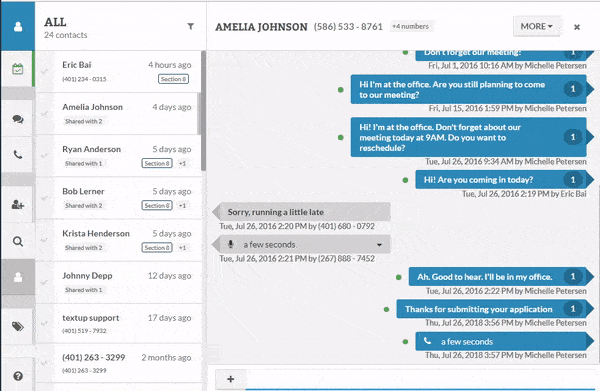 ALL
24 contacts
Eric Bai 4 hours ago
(401) 234 - 0315 Section 8
Amelia Johnson 4 days ago
Shared with 2
Ryan Anderson 5 days ago
Shared with 1 Section 8 +1
Bob Lerner 5 days ago
Shared with 2 Section 8 +1
Krista Henderson 5 days ago
Shared with 2 Section 8 +1
Johnny Depp 12 days ago
Shared with 1
textup support 17 days ago
(401) 519 - 7932
(401) 263 - 3299 2 months ago
(401) 263 - 3299
AMELIA JOHNSON (586) 533 - 8761 +4 numbers MORE ×
Don't forget our meeting!
Fri, Jul 1, 2016 10:16 AM by Michelle Petersen
Hi I'm at the office. Are you still planning to come
to our meeting? 1
Fri, Jul 15, 2016 1:59 PM by Michelle Petersen
Hi! I'm at the office. Don't forget about our
meeting today at 9AM. Do you want to 1
reschedule?
Tue, Jul 26, 2016 9:34 AM by Michelle Petersen
Hi! Are you coming in today? 1
Tue, Jul 26, 2016 2:19 PM by Eric Bai
Sorry, running a little late
Tue, Jul 26, 2016 2:20 PM by (401) 680 - 0792
a few seconds
Tue, Jul 26, 2016 2:21 PM by (267) 888 - 7452
Ah. Good to hear. I'll be in my office. 1
Tue, Jul 26, 2016 2:22 PM by Michelle Petersen
Thanks for submitting your application 1
Thu, Jul 26, 2018 3:56 PM by Michelle Petersen
a few seconds
Thu, Jul 26, 2018 3:57 PM by Michelle Petersen
+